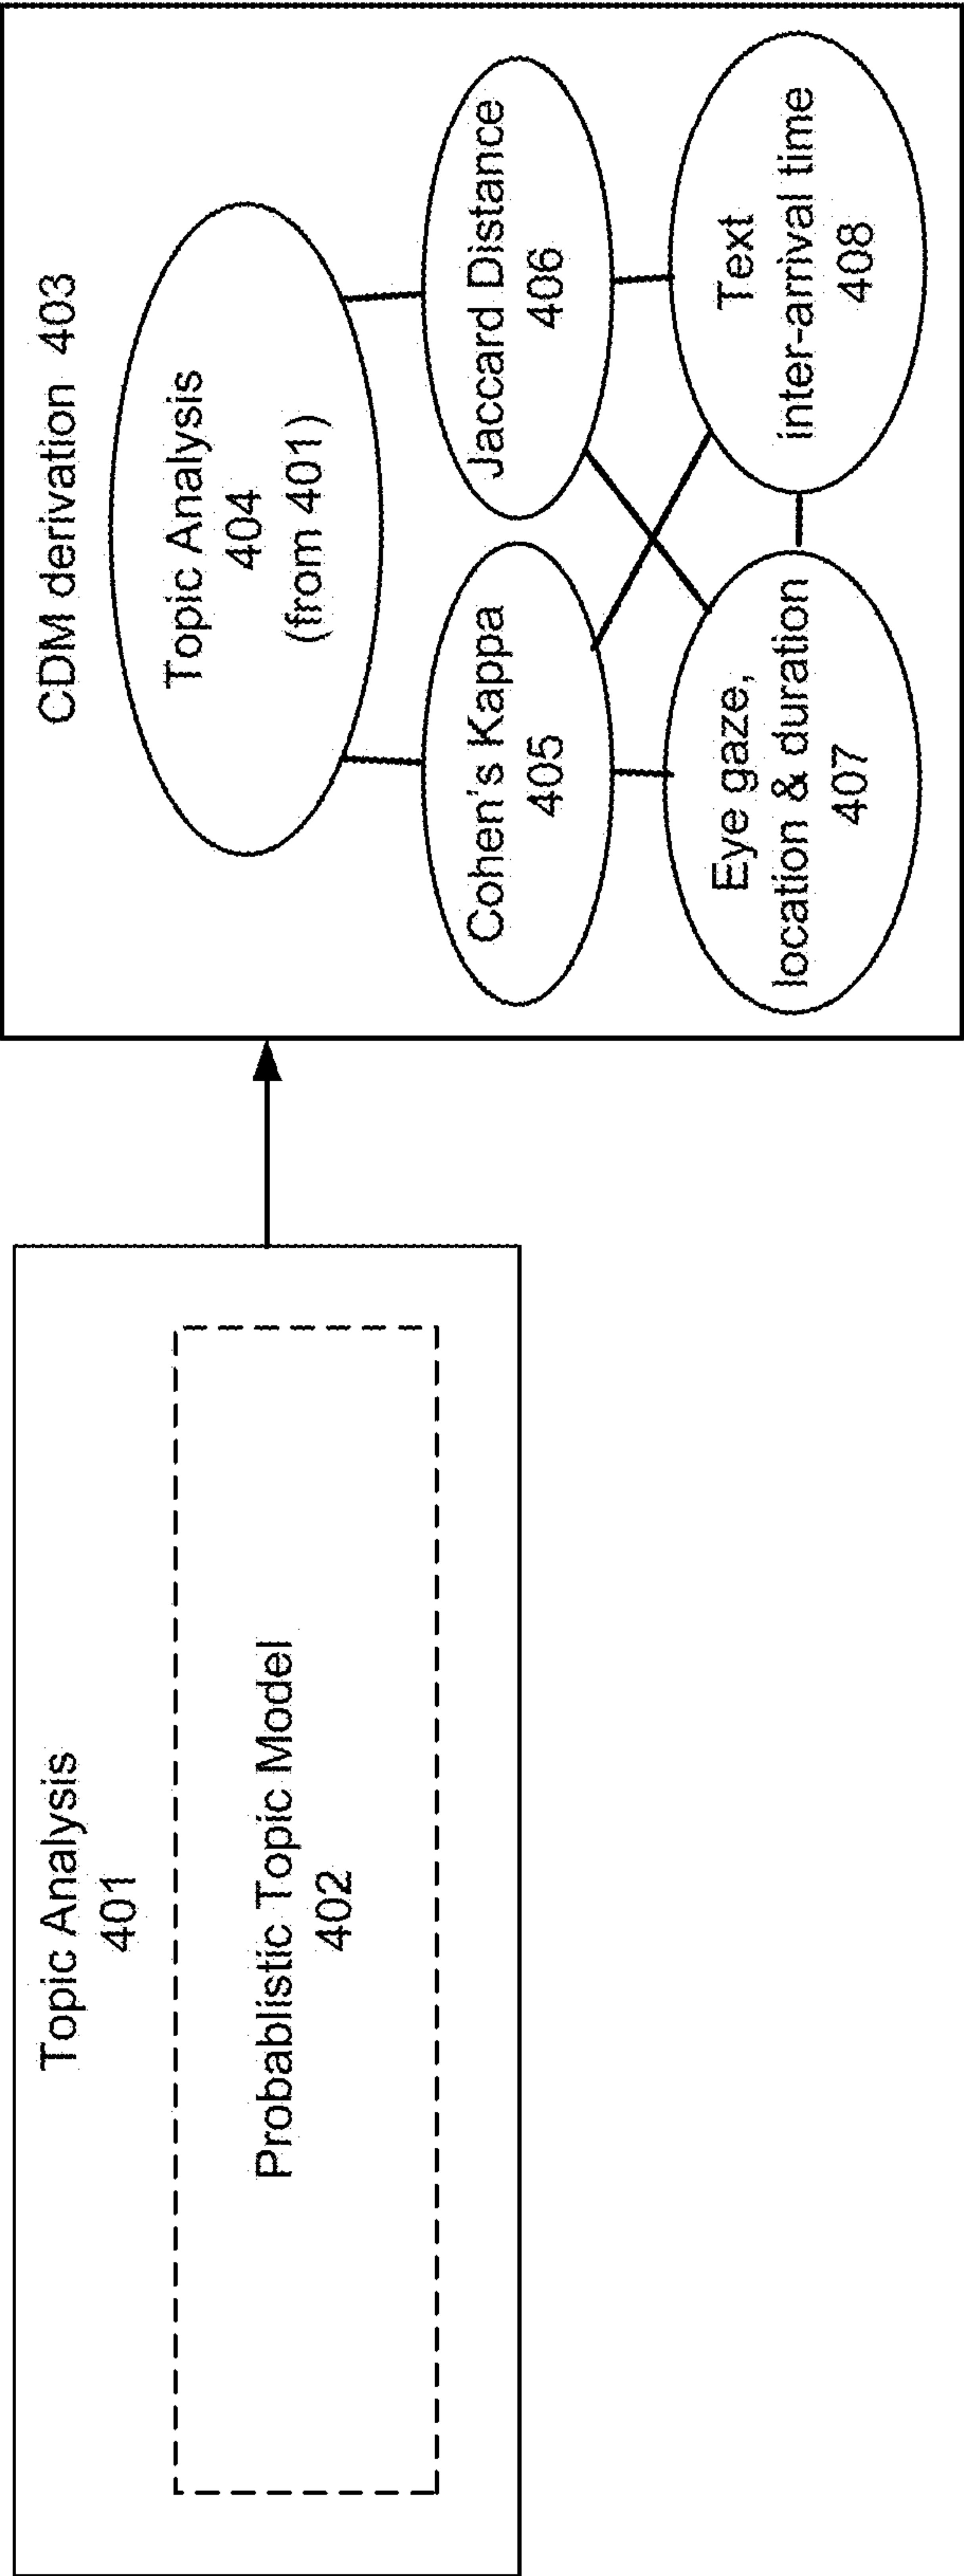 Topic Analysis
401
Probablistic Topic Model
402
CDM derivation 403
Topic Analysis
404
(from 401)
Cohen's Kappa
405
Jaccard Distance
406
Eye gaze,
location & duration
407
Text
inter-arrival time
408